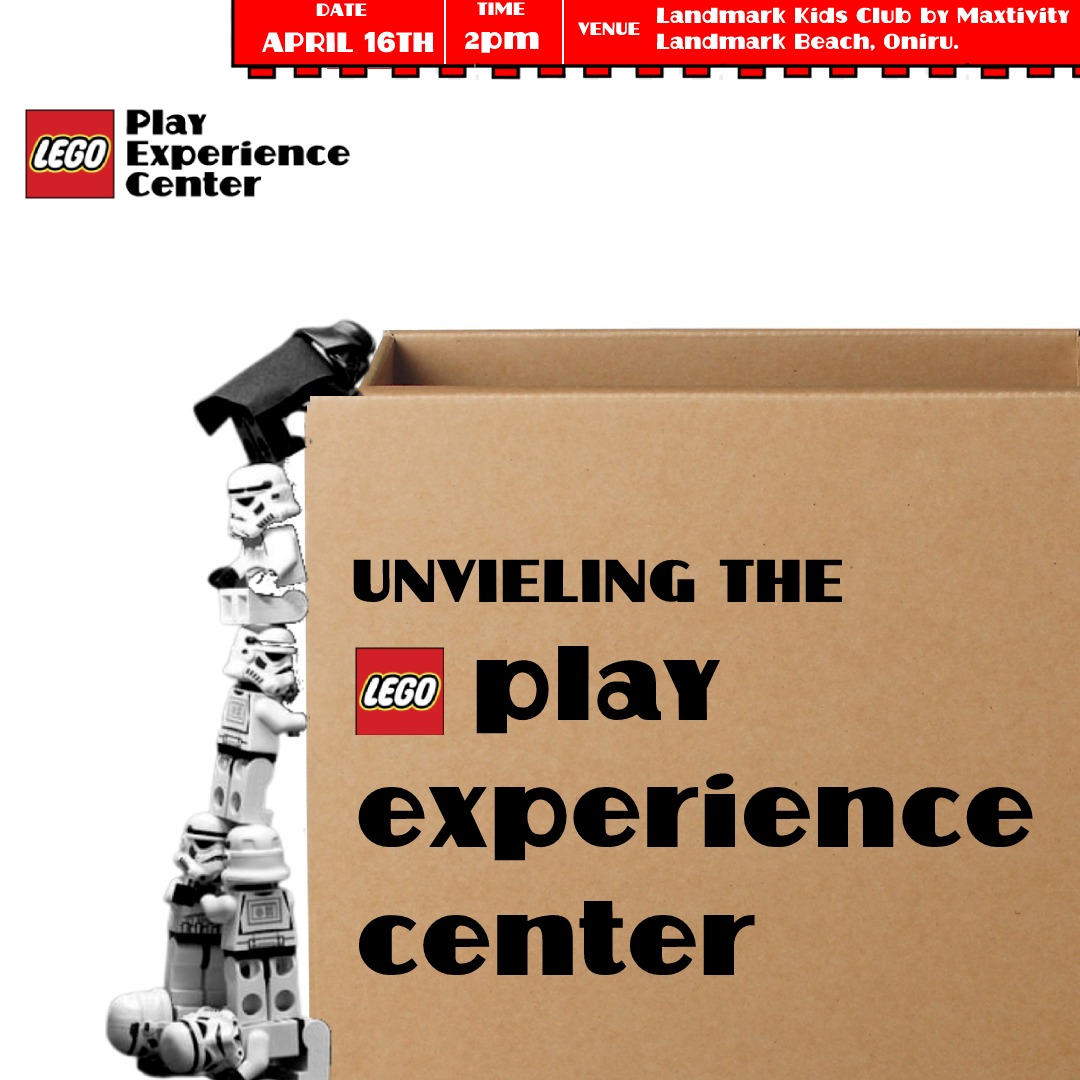 DATE
APRIL 16TH
TIME
2pm
VENUE
Landmark Kids Club by Maxtivity
Landmark Beach, Oniru.
LEGO
Play
Experience
Center
UNVIELING THE
LEGO play
experience
center